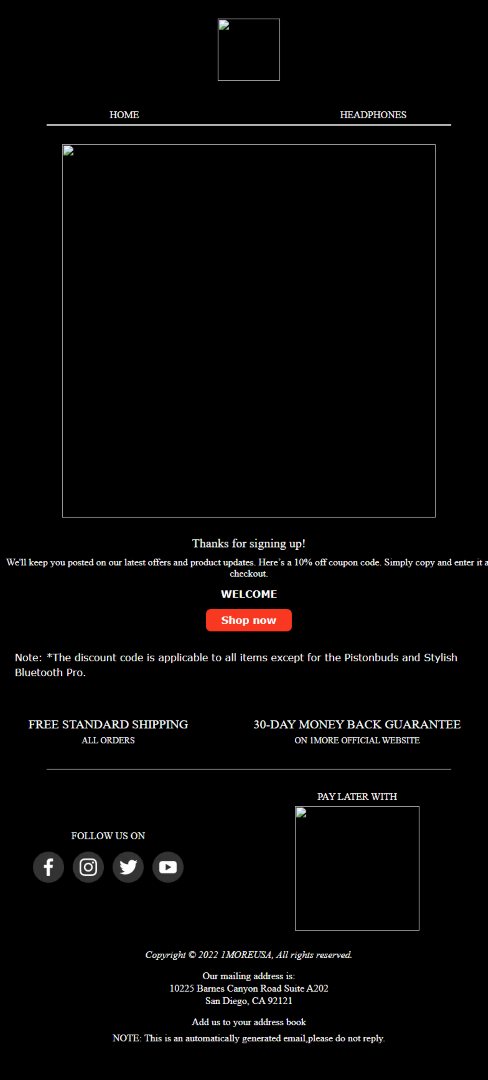 HOME
HEADPHONES
Thanks for signing up!
We'll keep you posted on our latest offers and product updates. Here's a 10% off coupon code. Simply copy and enter it a
checkout.
WELCOME
Shop now
Note: *The discount code is applicable to all items except for the Pistonbuds and Stylish
Bluetooth Pro.
FREE STANDARD SHIPPING
ALL ORDERS
30-DAY MONEY BACK GUARANTEE
ON 1MORE OFFICIAL WEBSITE
FOLLOW US ON
PAY LATER WITH
Copyright © 2022 1MOREUSA, All rights reserved.
Our mailing address is:
10225 Barnes Canyon Road Suite A202
San Diego, CA 92121
Add us to your address book
NOTE: This is an automatically generated email,please do not reply.